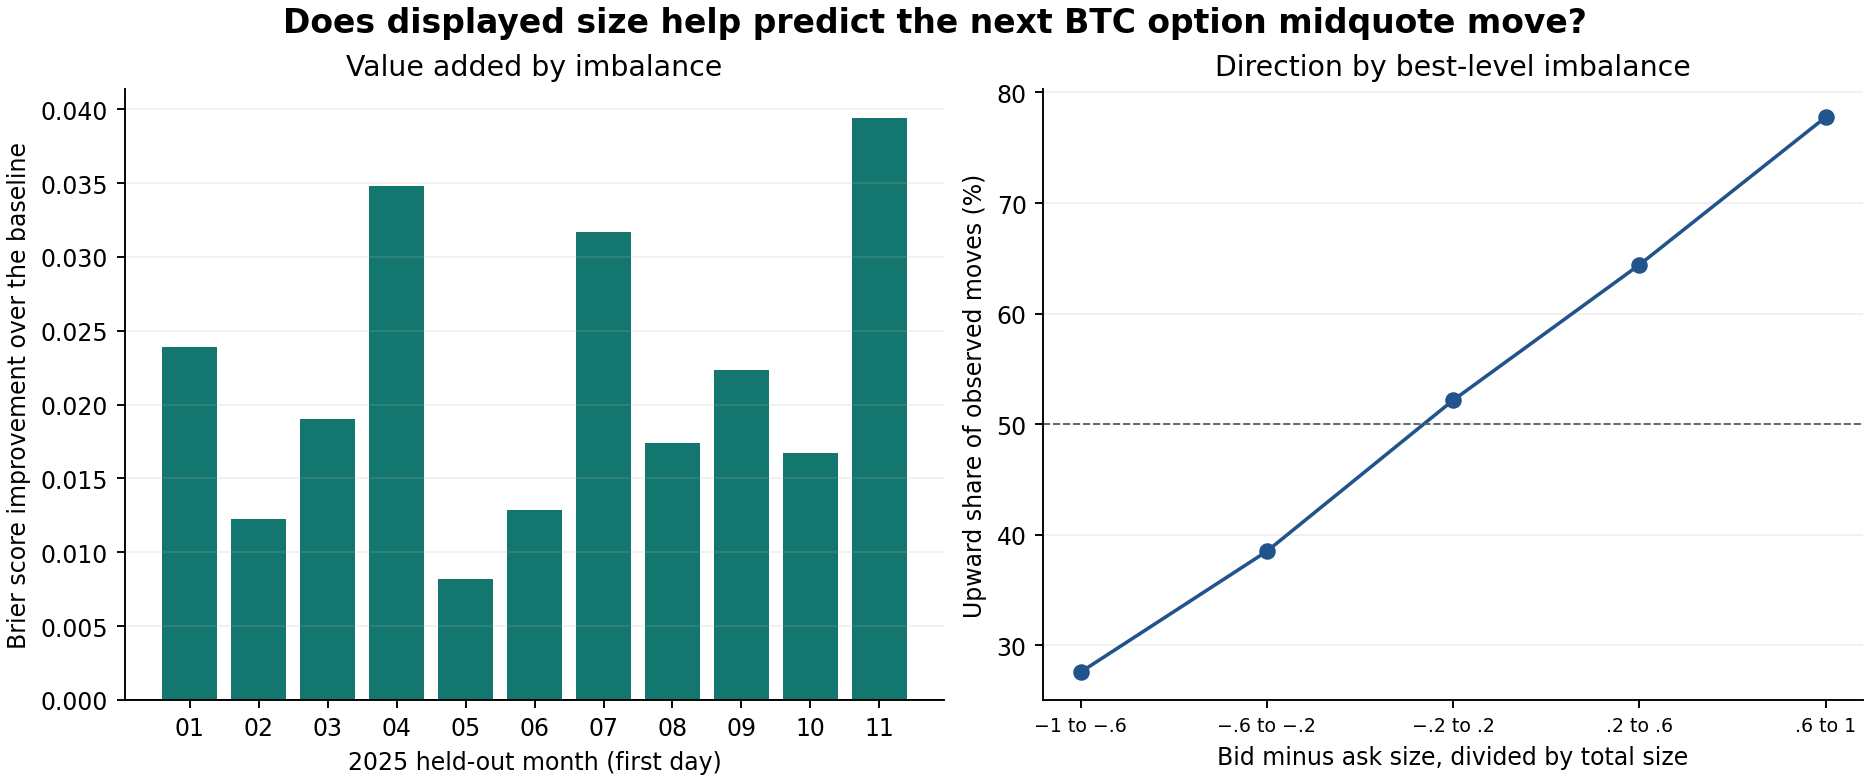 Does displayed size help predict the next BTC option midquote move?
Value added by imbalance
Brier score improvement over the baseline
0.040
0.035
0.030
0.025
0.020
0.015
0.010
0.005
0.000
01 02 03 04 05 06 07 08 09 10 11
2025 held-out month (first day)
Direction by best-level imbalance
Upward share of observed moves (%)
80
70
60
50
40
30
−1 to −.6 −.6 to −.2 −.2 to .2 .2 to .6 .6 to 1
Bid minus ask size, divided by total size